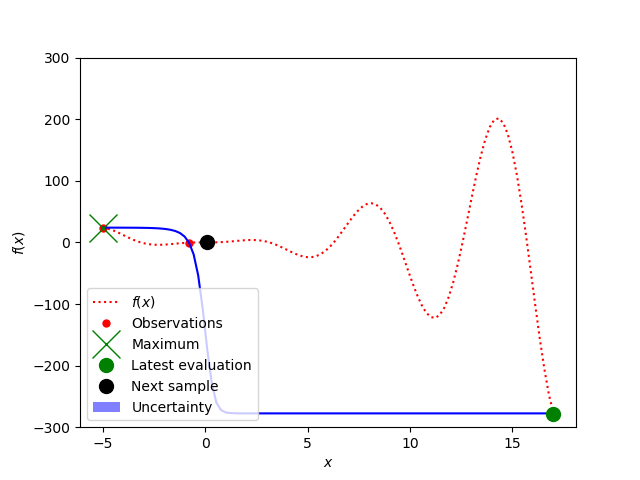 300
200
100
0
−100
−200
−300
f(x)
f(x)
Observations
Maximum
Latest evaluation
Next sample
Uncertainty
−5
0
5
10
15
x